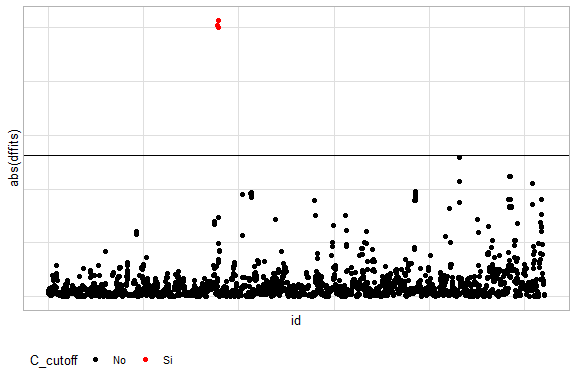 abs(dffits)
id
C_cutoff No Si